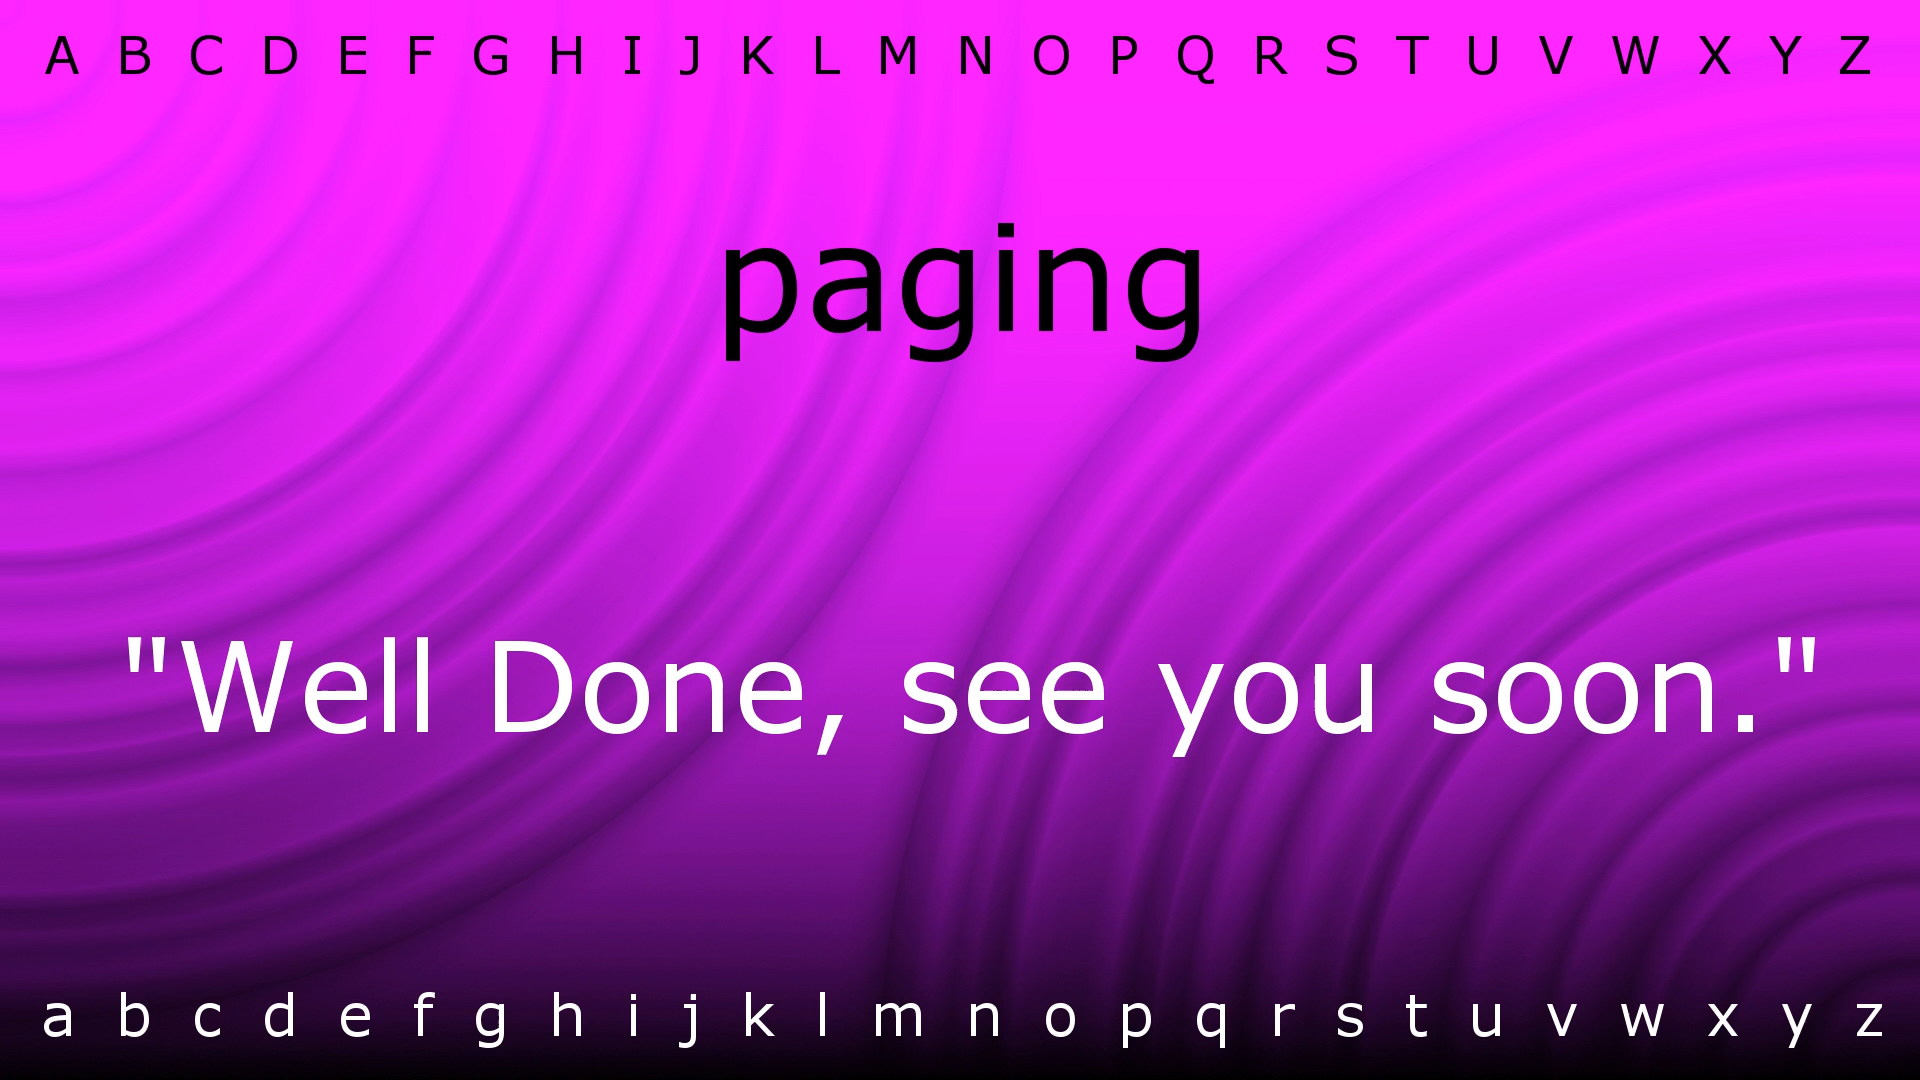 A B C D E F G H I J K L M N O P Q R S T U V W X Y Z
paging
"Well Done, see you soon."
a b c d e f g h i j k l m n o p q r s t u v w x y z